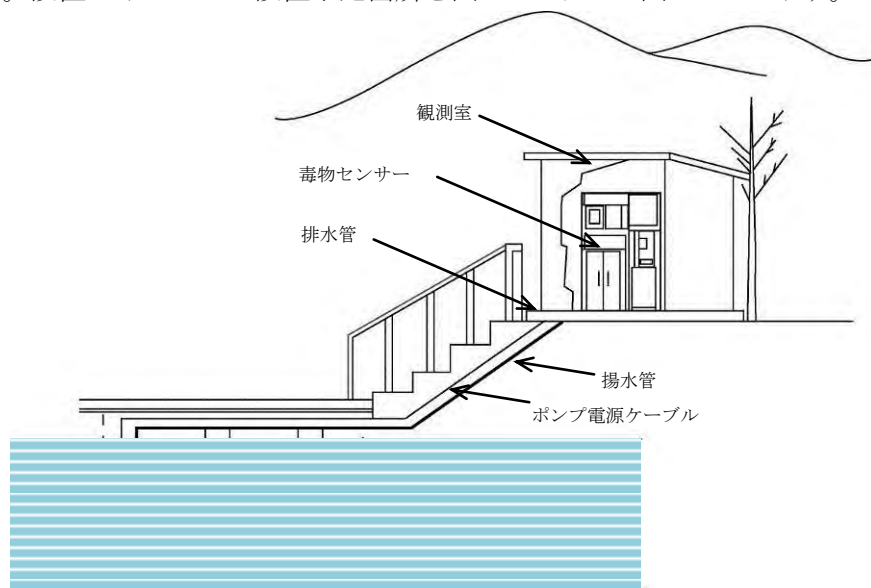 観測室
毒物センサー
排水管
揚水管
ポンプ電源ケーブル